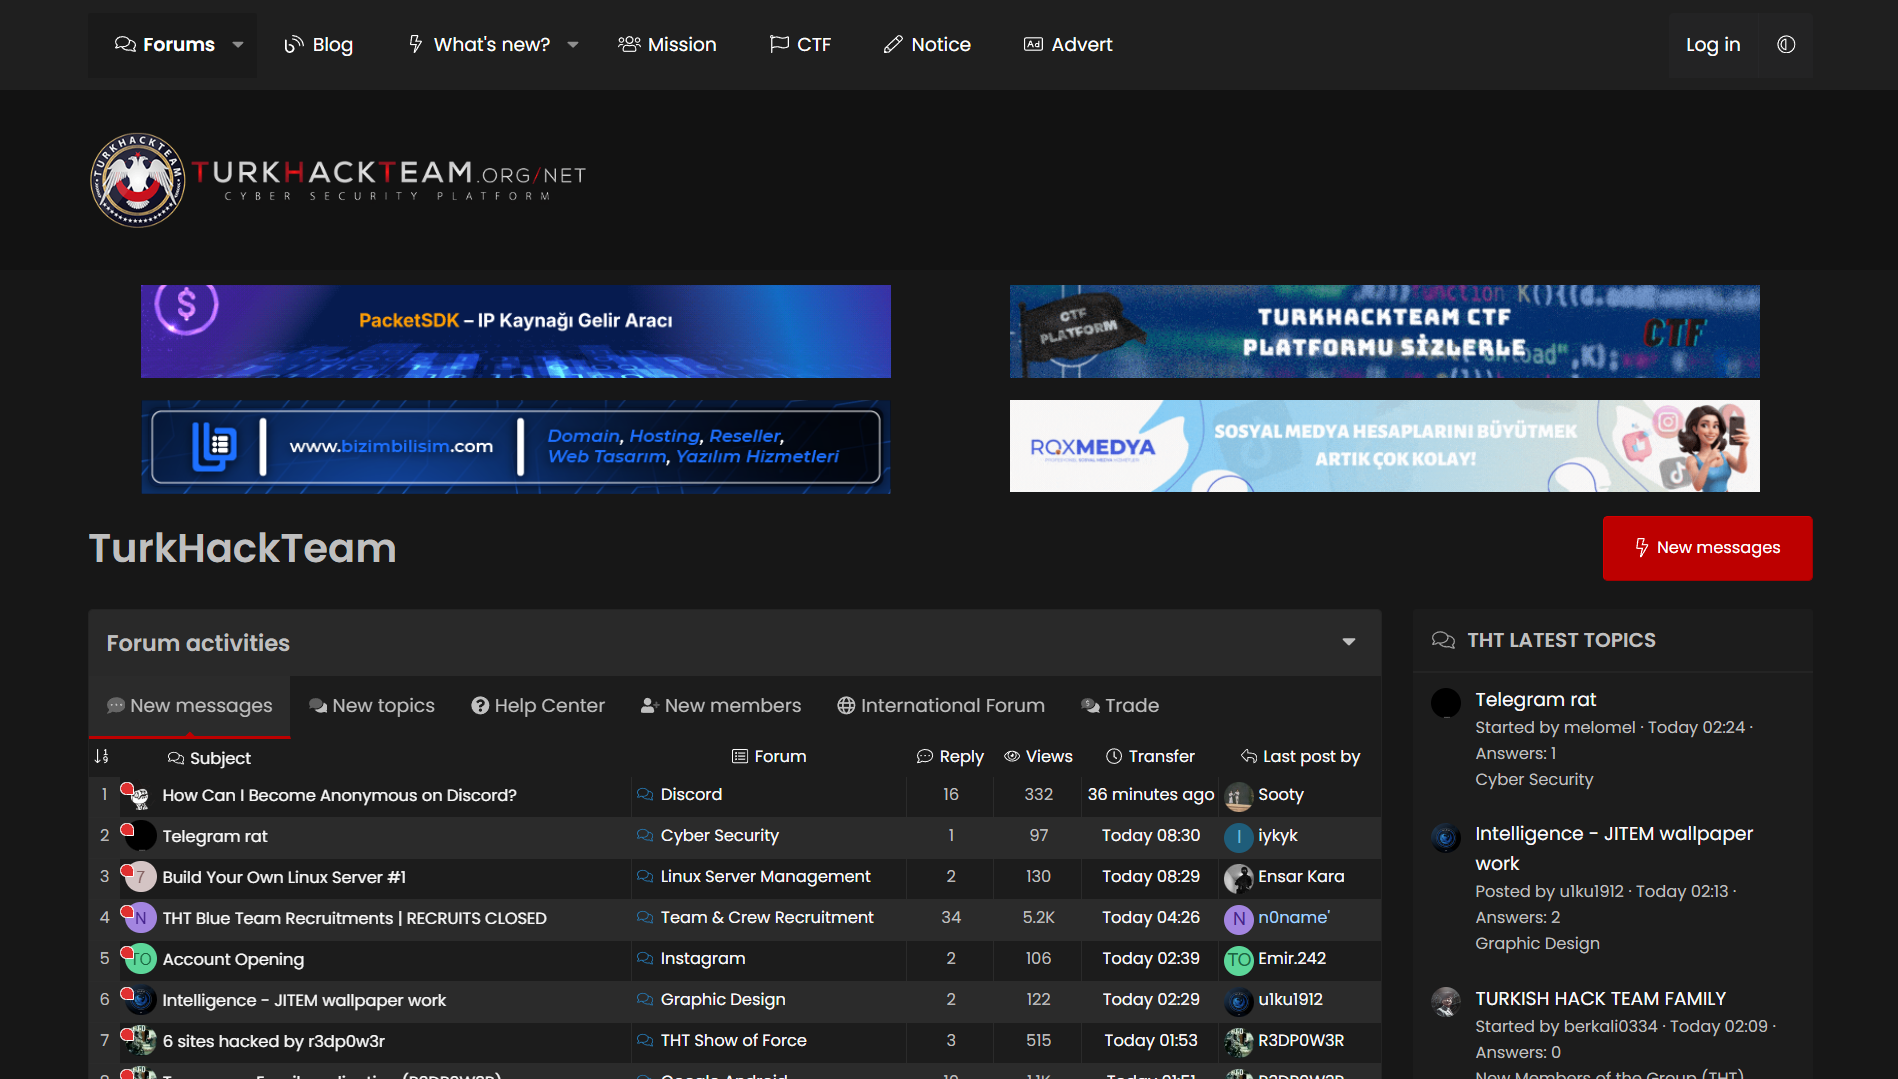 Forums
Blog
What's new?
Mission
CTF
Notice
Advert
Log in
TURKHACKTEAM
TURKHACKTEAM.ORG/NET
CYBER SECURITY PLATFORM
PacketSDK – IP Kaynağı Gelir Aracı
CTF PLATFORM
TURKHACKTEAM CTF
PLATFORMU SİZLERLE
CTF
www.bizimbilisim.com
Domain, Hosting, Reseller,
Web Tasarım, Yazılım Hizmetleri
ROXMEDYA
SOSYAL MEDYA HESAPLARINI BÜYÜTMEK
ARTIK ÇOK KOLAY!
TurkHackTeam
New messages
Forum activities
New messages
New topics
Help Center
New members
International Forum
Trade
Subject
Forum
Reply
Views
Transfer
Last post by
1 How Can I Become Anonymous on Discord? Discord 16 332 36 minutes ago Sooty
2 Telegram rat Cyber Security 1 97 Today 08:30 I iykyk
3 7 Build Your Own Linux Server #1 Linux Server Management 2 130 Today 08:29 Ensar Kara
4 N THT Blue Team Recruitments | RECRUITS CLOSED Team & Crew Recruitment 34 5.2K Today 04:26 N n0name'
5 TO Account Opening Instagram 2 106 Today 02:39 TO Emir.242
6 Intelligence - JITEM wallpaper work Graphic Design 2 122 Today 02:29 u1ku1912
7 6 sites hacked by r3dp0w3r THT Show of Force 3 515 Today 01:53 R3DP0W3R
THT LATEST TOPICS
Telegram rat
Started by melomel · Today 02:24 ·
Answers: 1
Cyber Security
Intelligence - JITEM wallpaper
work
Posted by u1ku1912 · Today 02:13 ·
Answers: 2
Graphic Design
TURKISH HACK TEAM FAMILY
Started by berkali0334 · Today 02:09 ·
Answers: 0
New Members of the Group (THT)